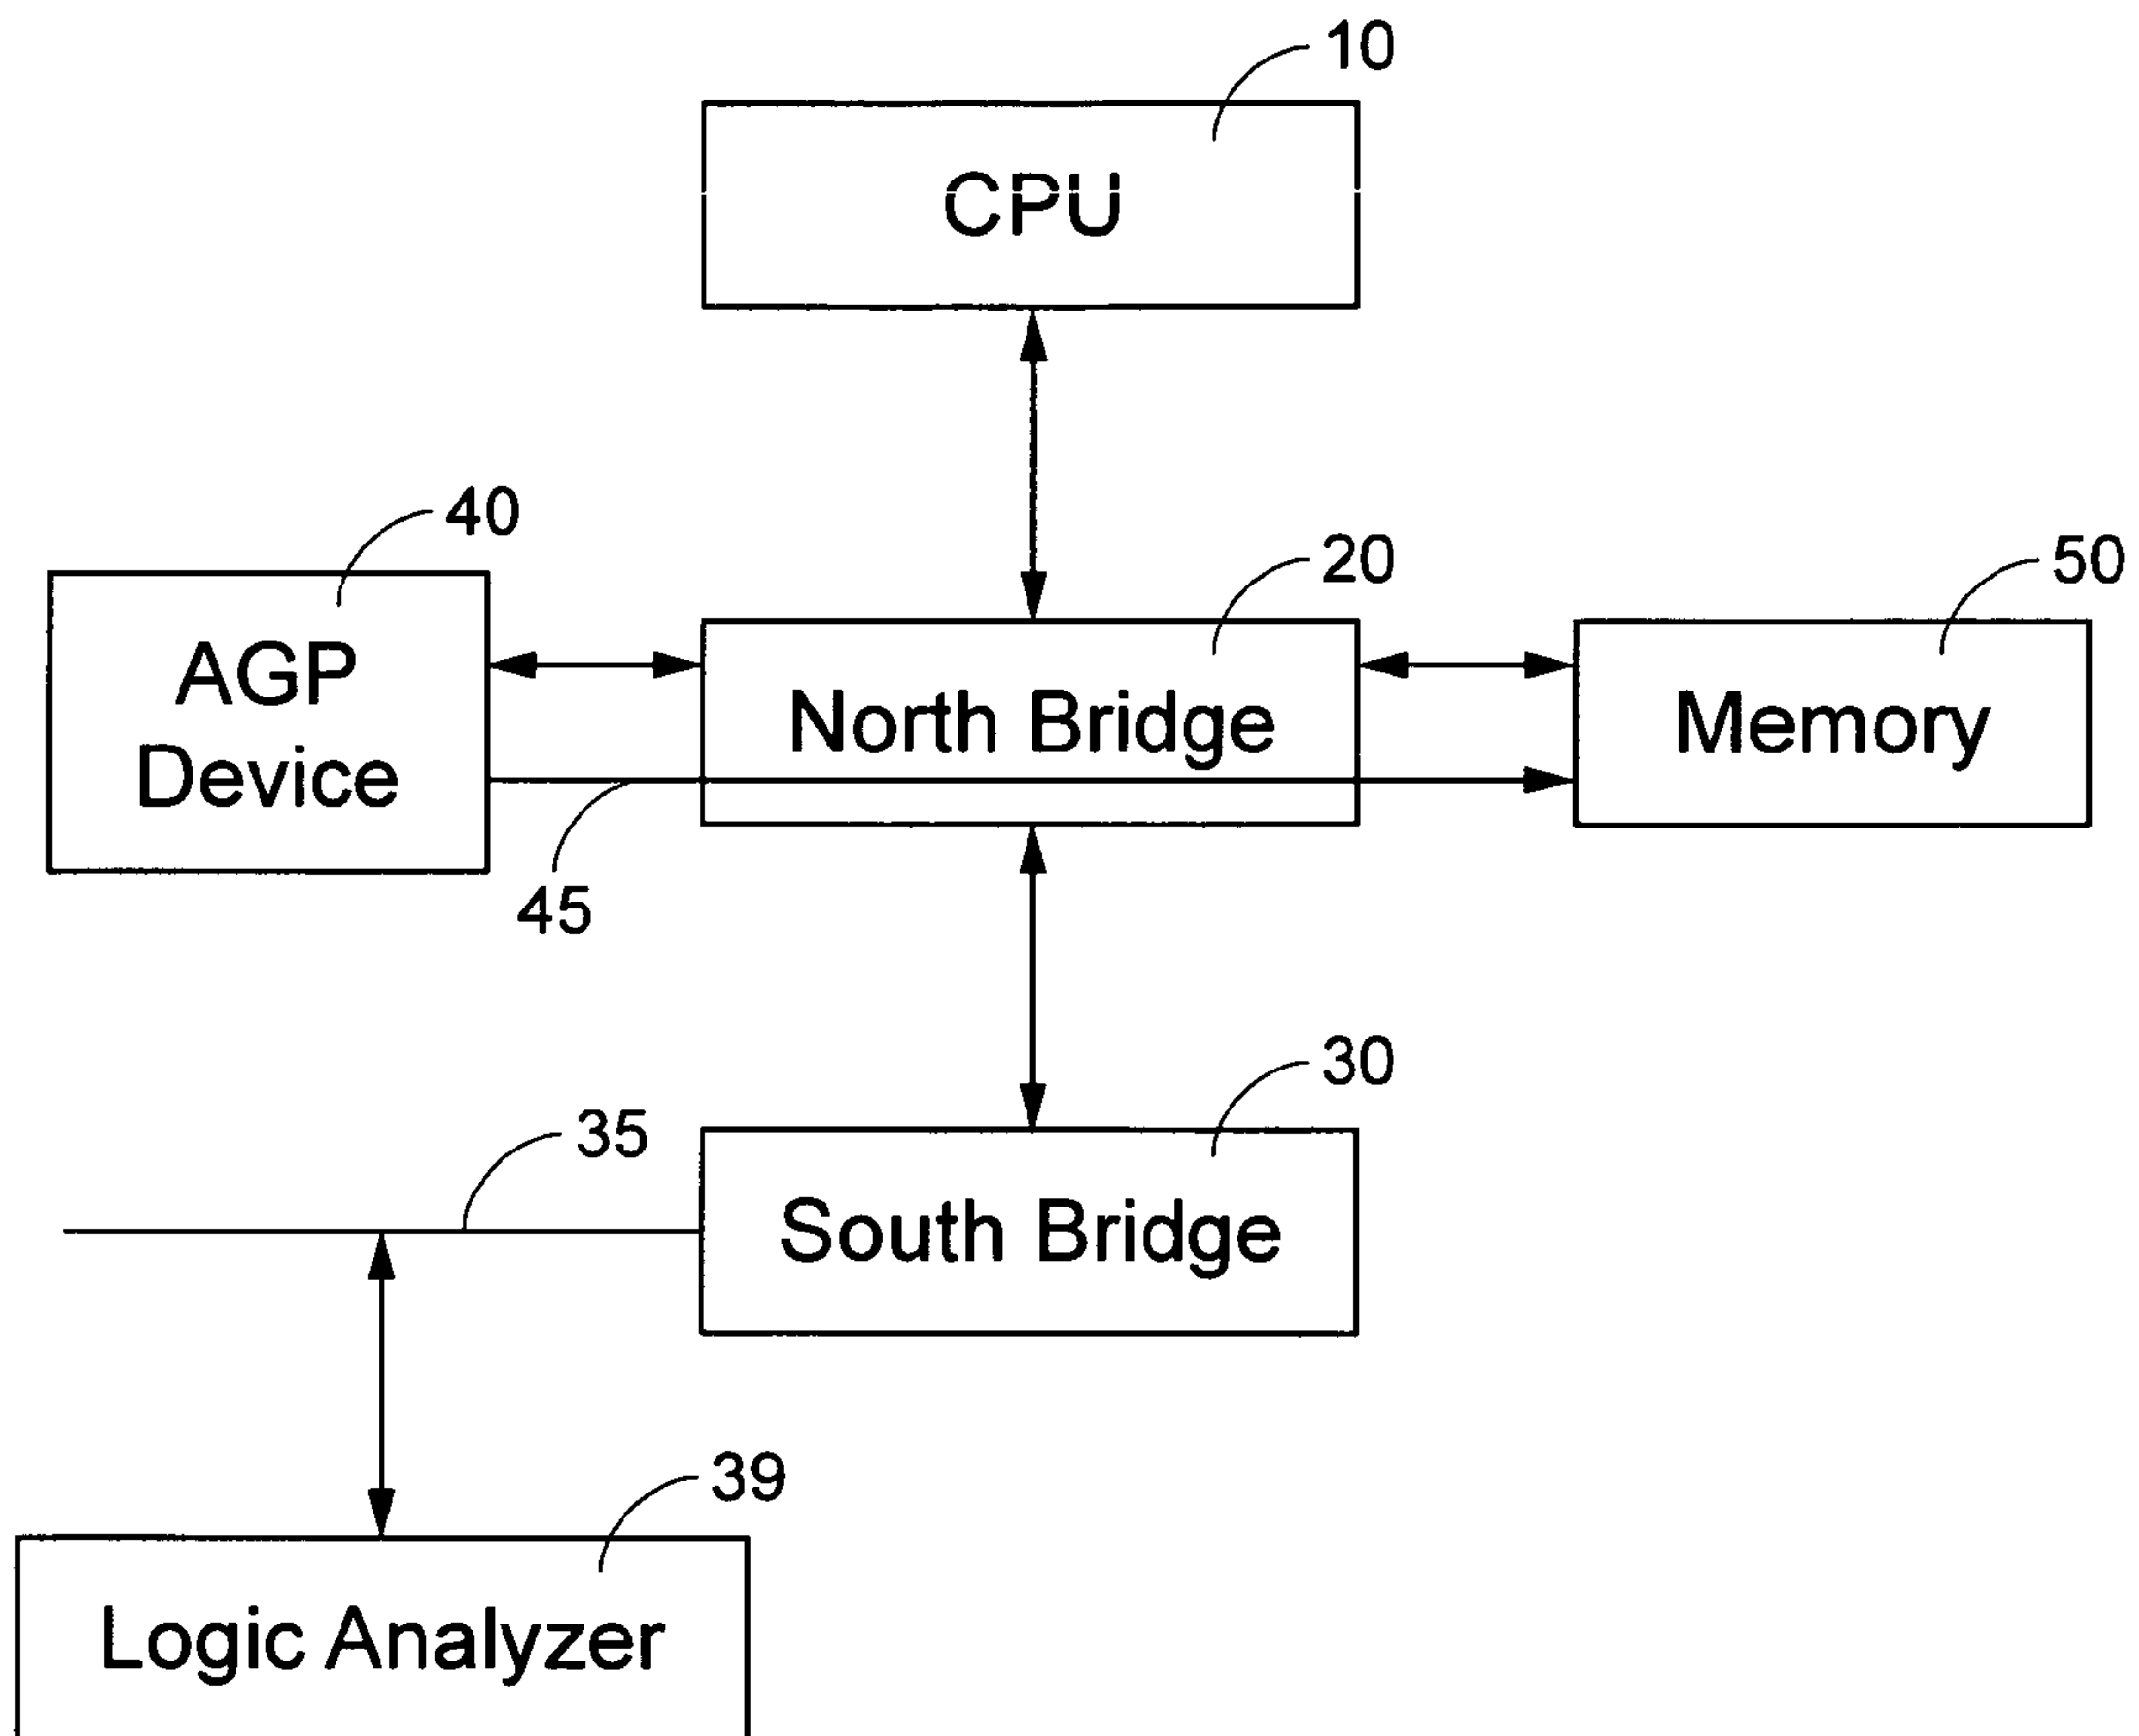 10
CPU
40
20
50
AGP
Device
North Bridge
Memory
45
30
35
South Bridge
39
Logic Analyzer